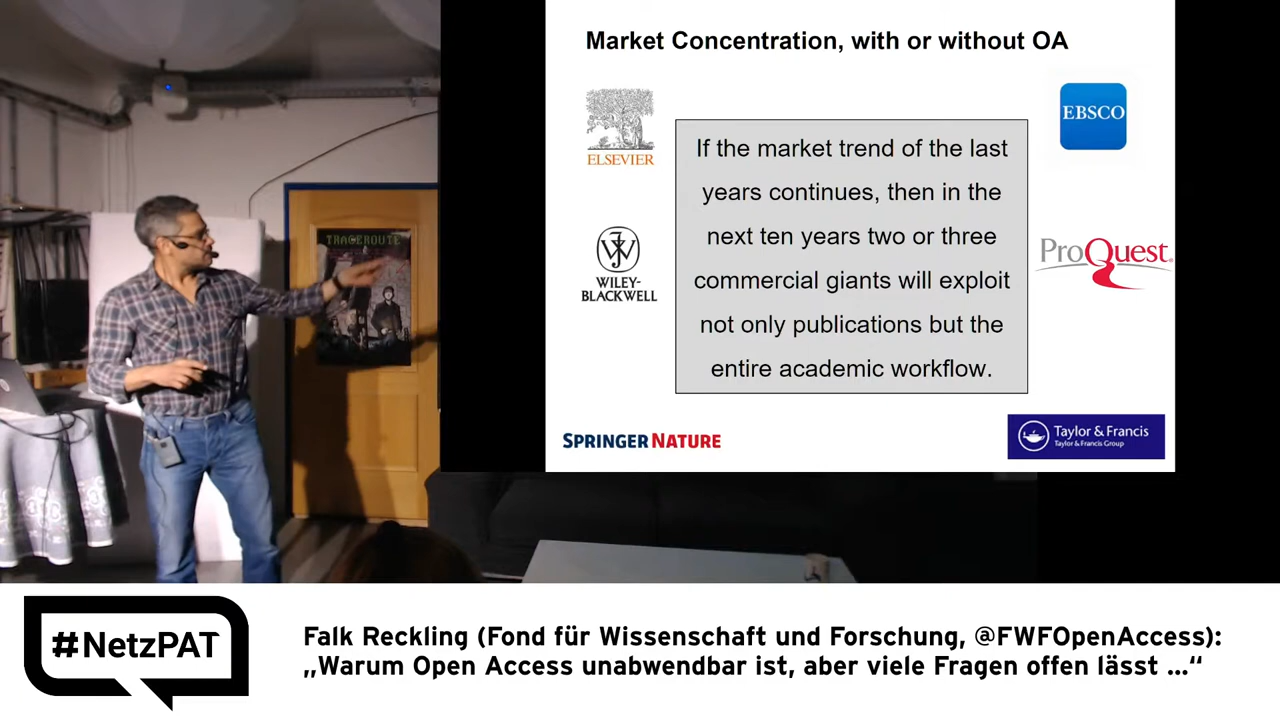 Market Concentration, with or without OA
ELSEVIER
EBSCO
If the market trend of the last
years continues, then in the
next ten years two or three
commercial giants will exploit
not only publications but the
entire academic workflow.
WILEY-
BLACKWELL
ProQuest
SPRINGER NATURE
Taylor & Francis
Taylor & Francis Group
TRACEROUTE
#NetzPAT
Falk Reckling (Fond für Wissenschaft und Forschung, @FWFOpenAccess):
„Warum Open Access unabwendbar ist, aber viele Fragen offen lässt ...“